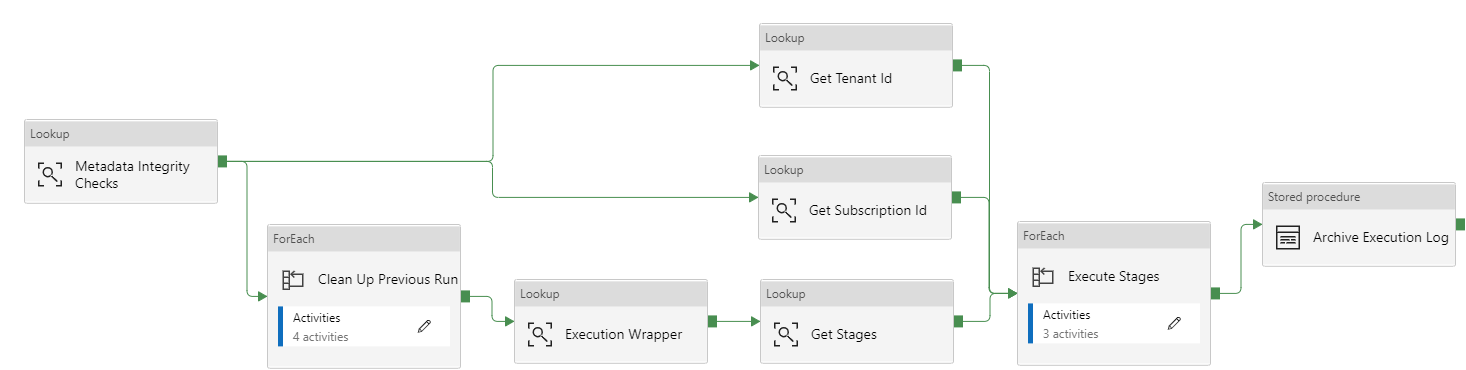 Lookup
Metadata Integrity
Checks
ForEach
Clean Up Previous Run
Activities
4 activities
Lookup
Execution Wrapper
Lookup
Get Tenant Id
Lookup
Get Subscription Id
Lookup
Get Stages
ForEach
Execute Stages
Activities
3 activities
Stored procedure
Archive Execution Log